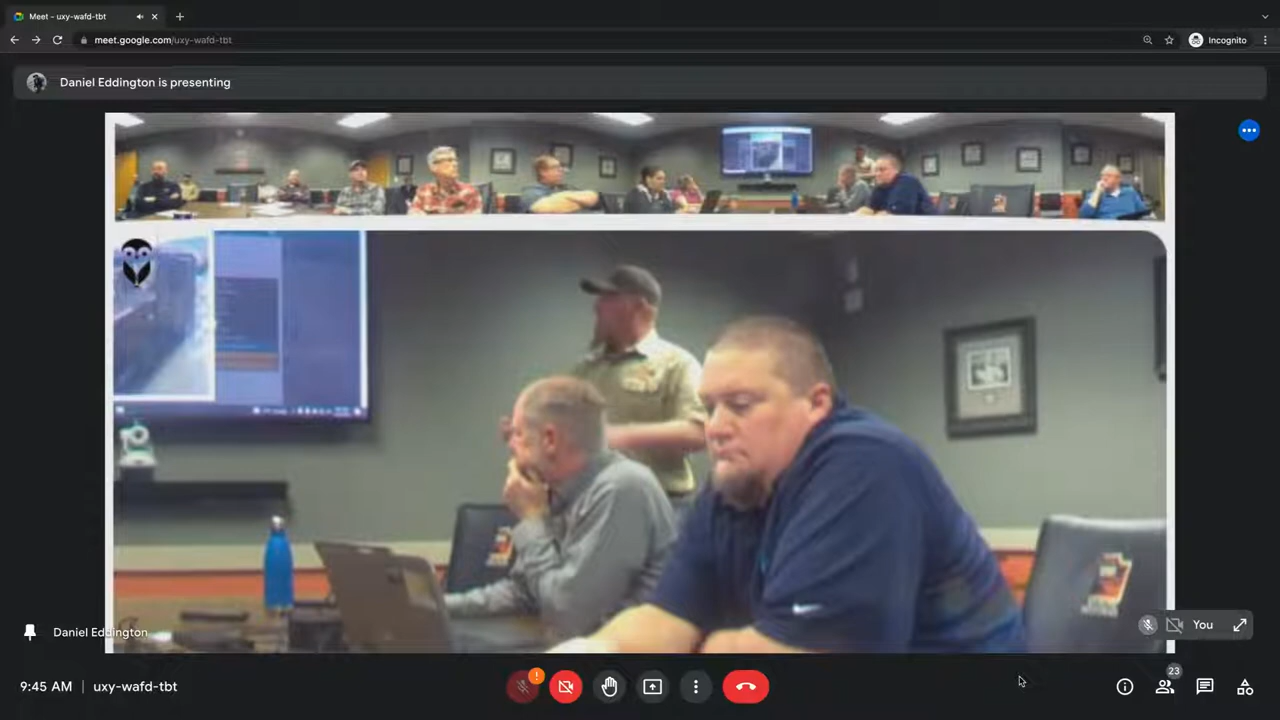 Meet - uxy-wafd-tbt
meet.google.com/uxy-wafd-tbt
Incognito
Daniel Eddington is presenting
Daniel Eddington
You
9:45 AM
uxy-wafd-tbt
23